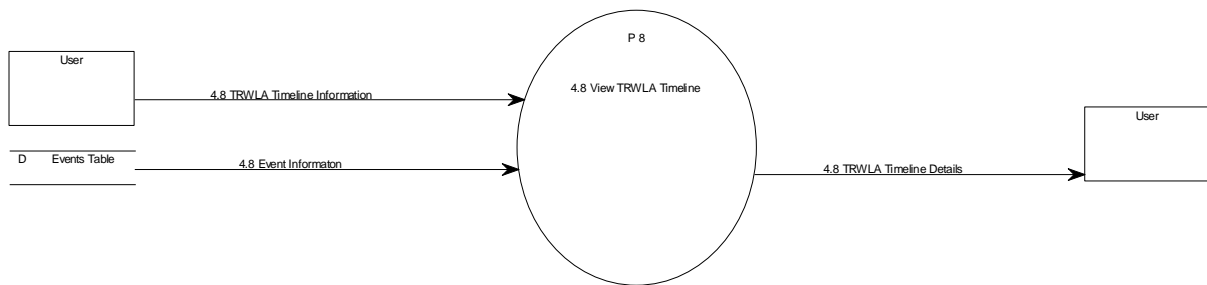 P 8
User
4.8 View TRWLA Timeline
4.8 TRWLA Timeline Information
User
D Events Table
4.8 Event Informaton
4.8 TRWLA Timeline Details